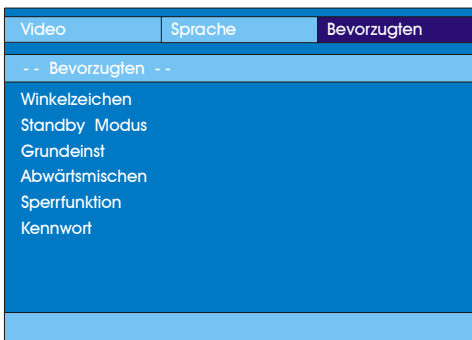 Video Sprache Bevorzugten
- - Bevorzugten - -
Winkelzeichen
Standby Modus
Grundeinst
Abwärtsmischen
Sperrfunktion
Kennwort